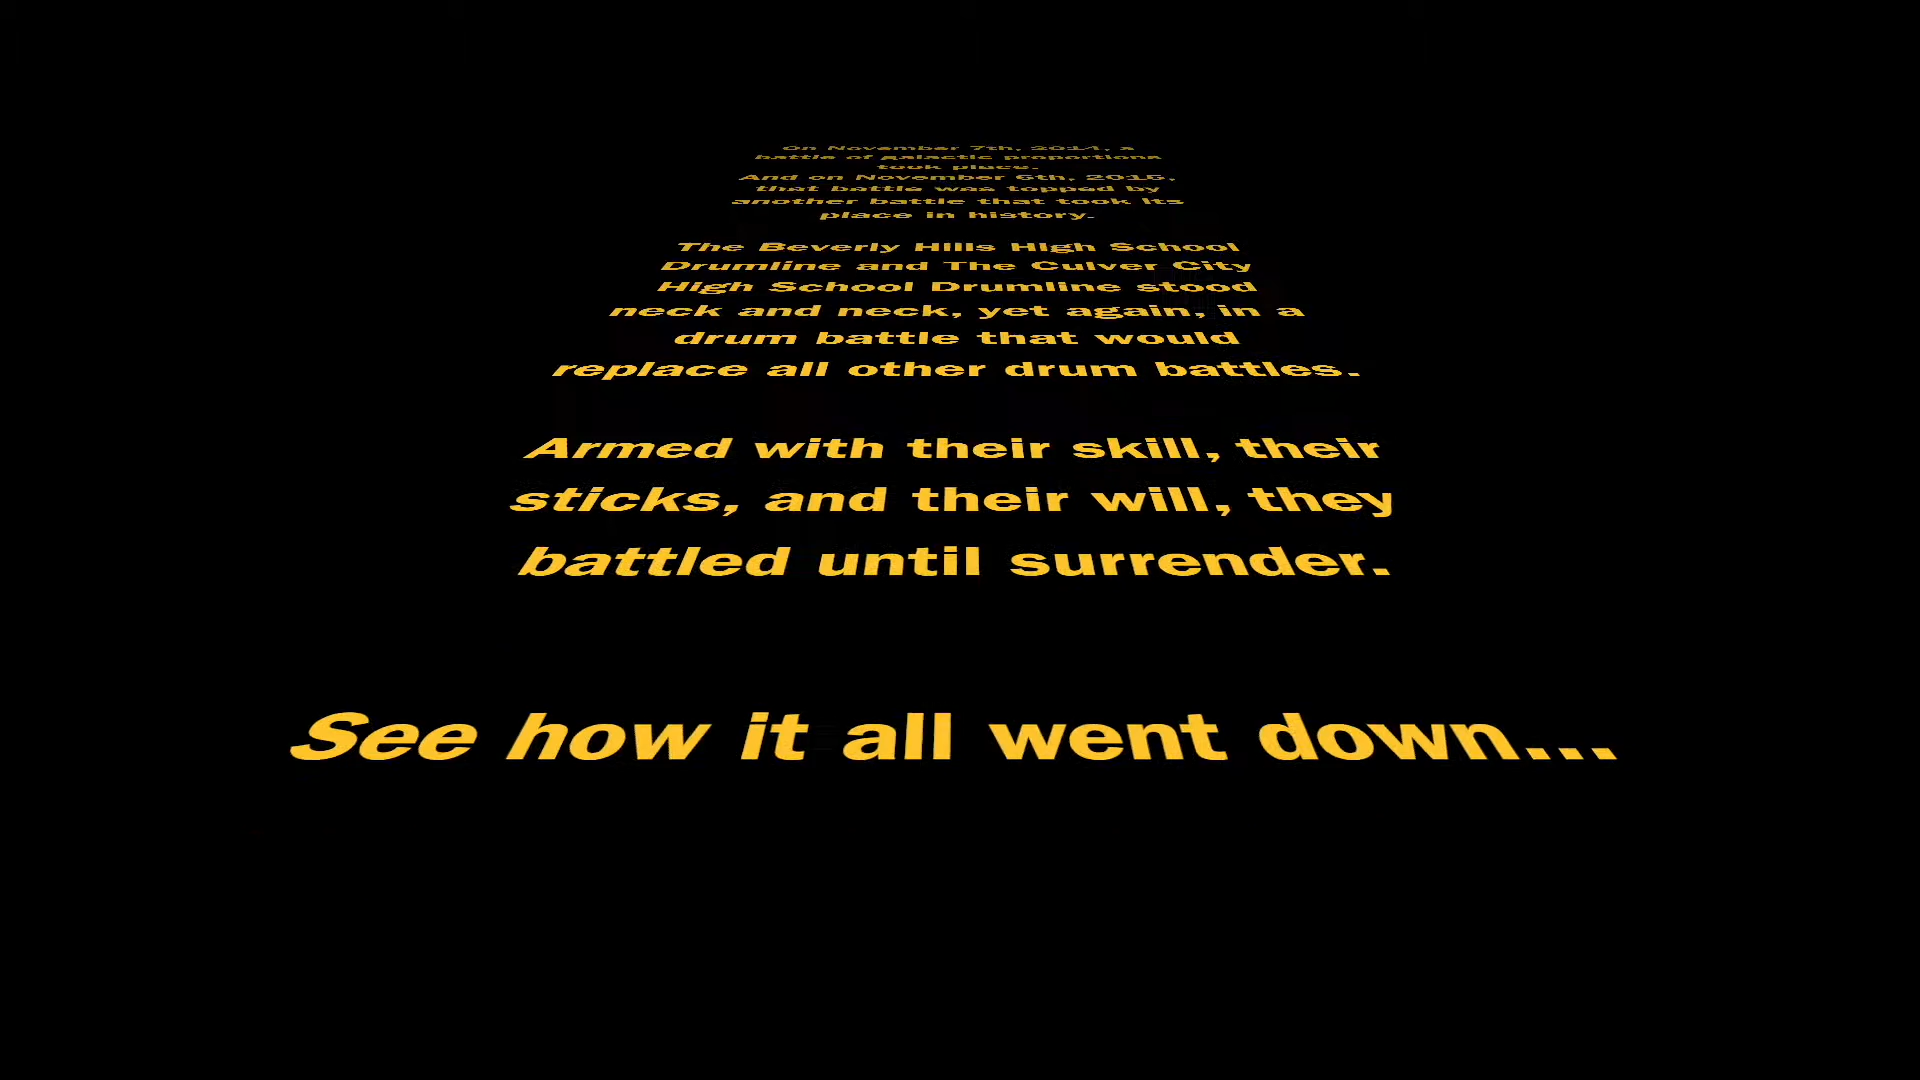 On November 7th, 2014, a
battle of galactic proportions
took place.
And on November 6th, 2015,
that battle was topped by
another battle that took its
place in history.
The Beverly Hills High School
Drumline and The Culver City
High School Drumline stood
neck and neck, yet again, in a
drum battle that would
replace all other drum battles.
Armed with their skill, their
sticks, and their will, they
battled until surrender.
See how it all went down...